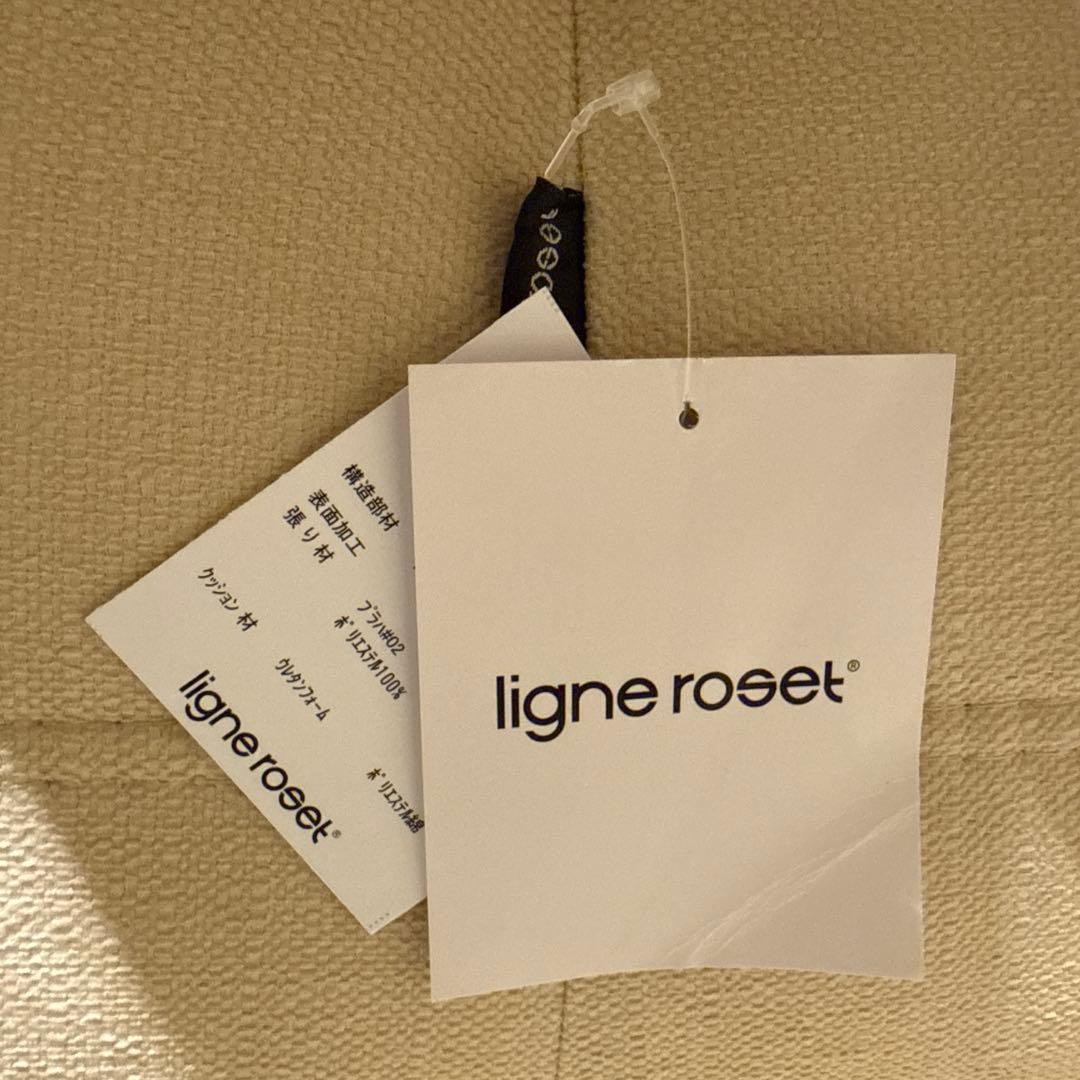 構造部材
表面加工
張り材
プラハ#02
ポリエステル100%
クッション材
ウレタンフォーム
ポリエステル綿
ligne roset®
ligne roset®